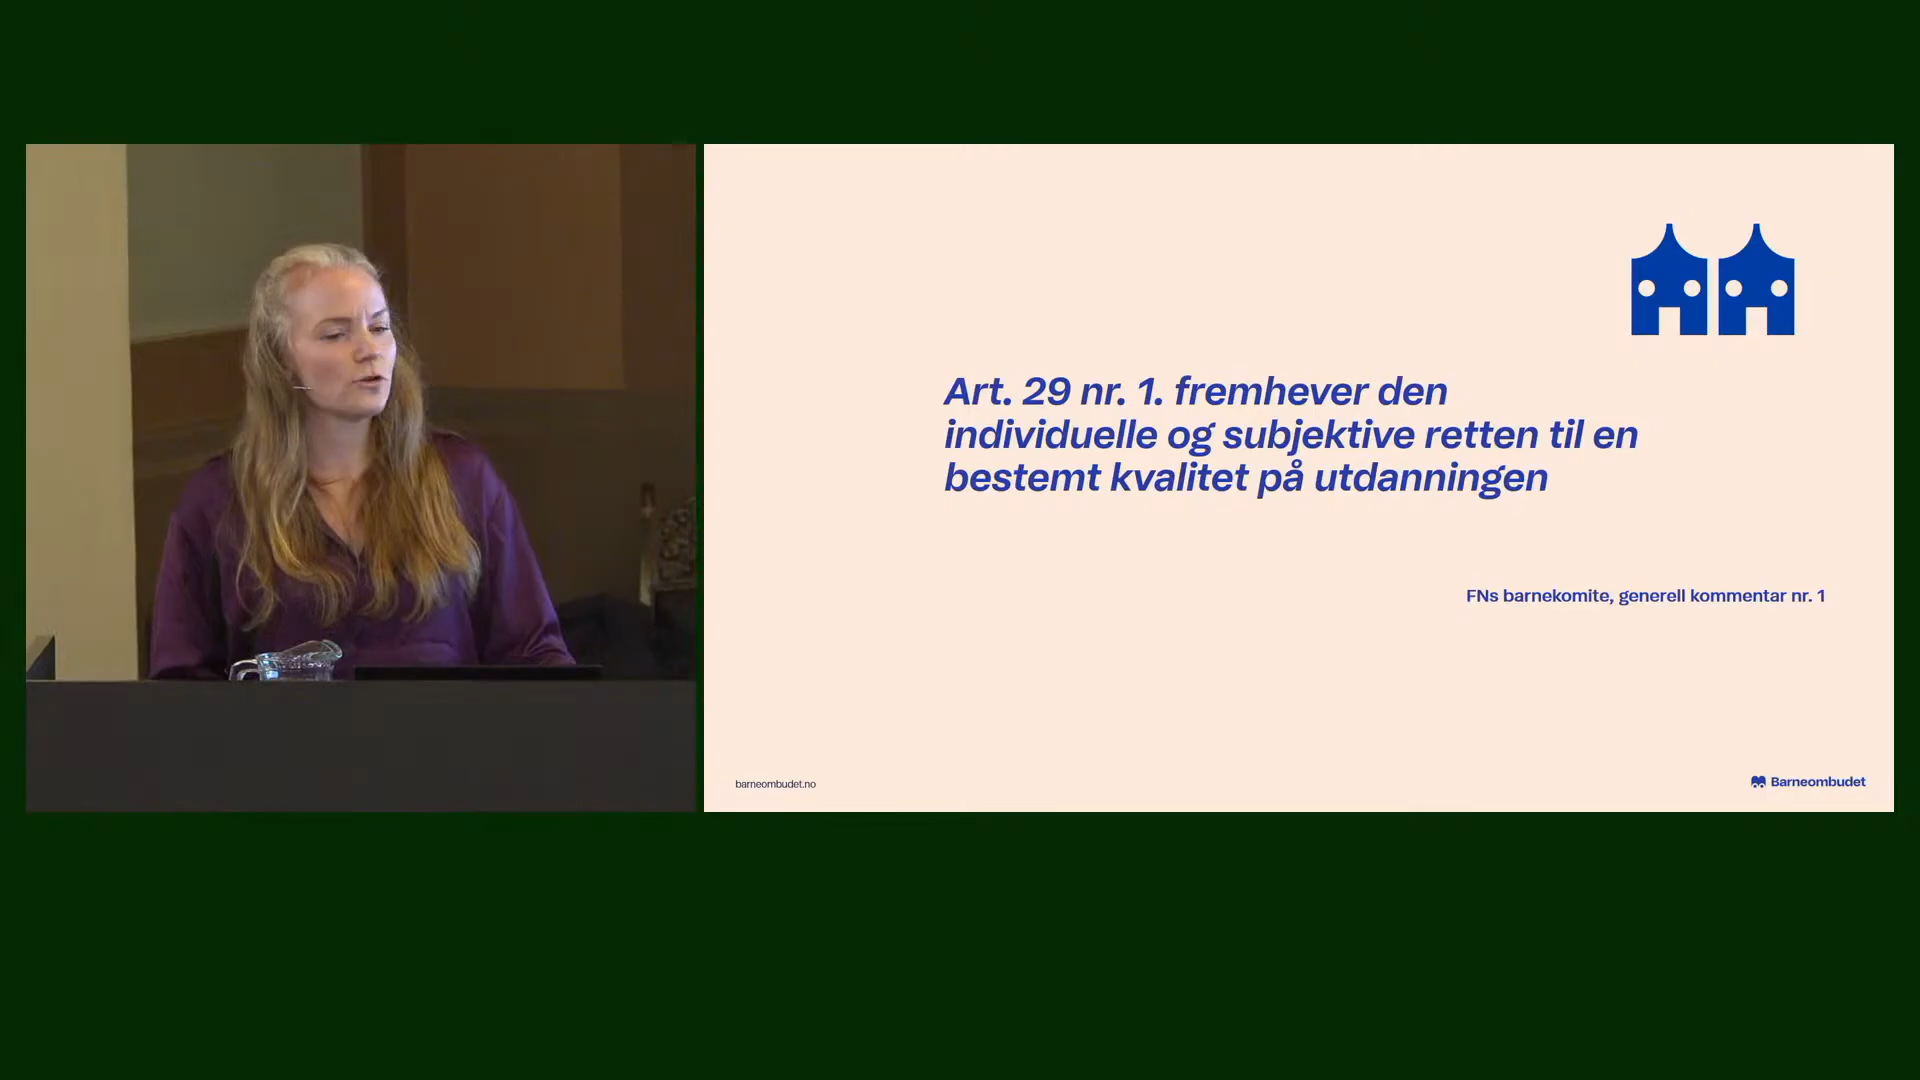 Art. 29 nr. 1. fremhever den
individuelle og subjektive retten til en
bestemt kvalitet på utdanningen
FNs barnekomite, generell kommentar nr. 1
barneombudet.no
Barneombudet